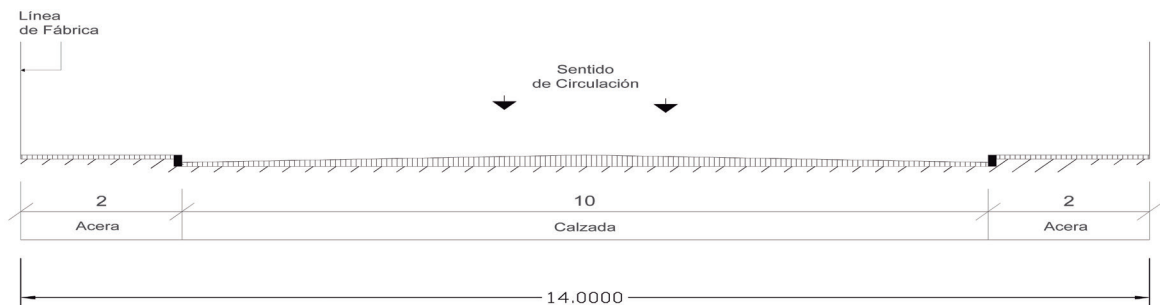 Línea
de Fábrica
Sentido
de Circulación
2
10
2
Acera
Calzada
Acera
14.0000